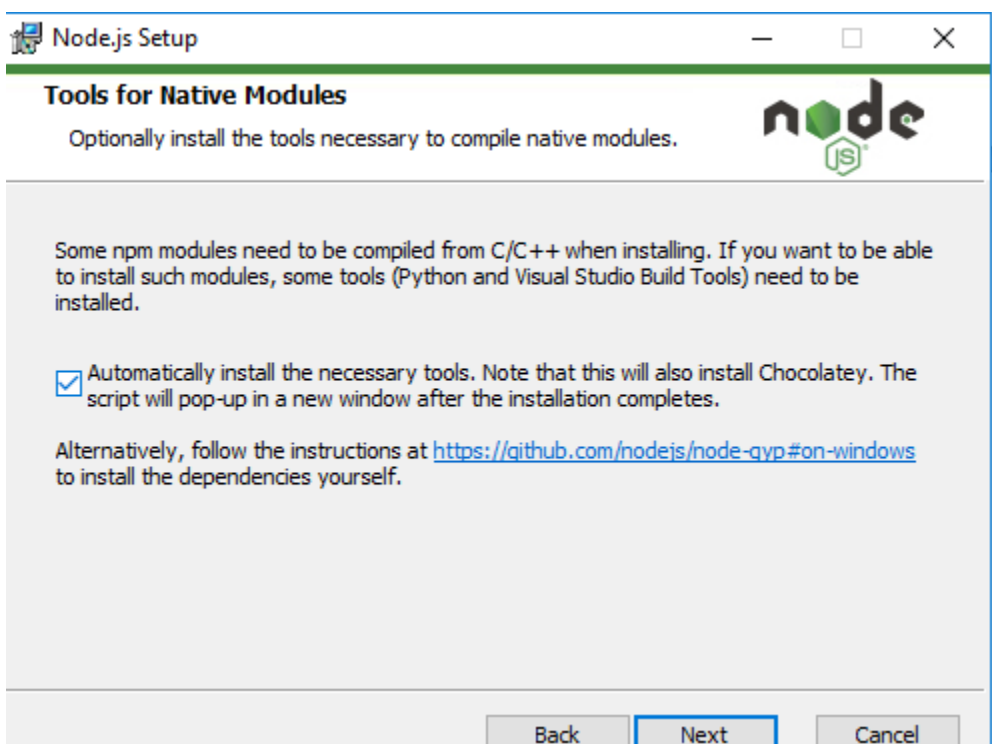 Node.js Setup
Tools for Native Modules
Optionally install the tools necessary to compile native modules.
node
JS
Some npm modules need to be compiled from C/C++ when installing. If you want to be able
to install such modules, some tools (Python and Visual Studio Build Tools) need to be
installed.
Automatically install the necessary tools. Note that this will also install Chocolatey. The
script will pop-up in a new window after the installation completes.
Alternatively, follow the instructions at https://github.com/nodejs/node-gyp#on-windows
to install the dependencies yourself.
Back Next Cancel